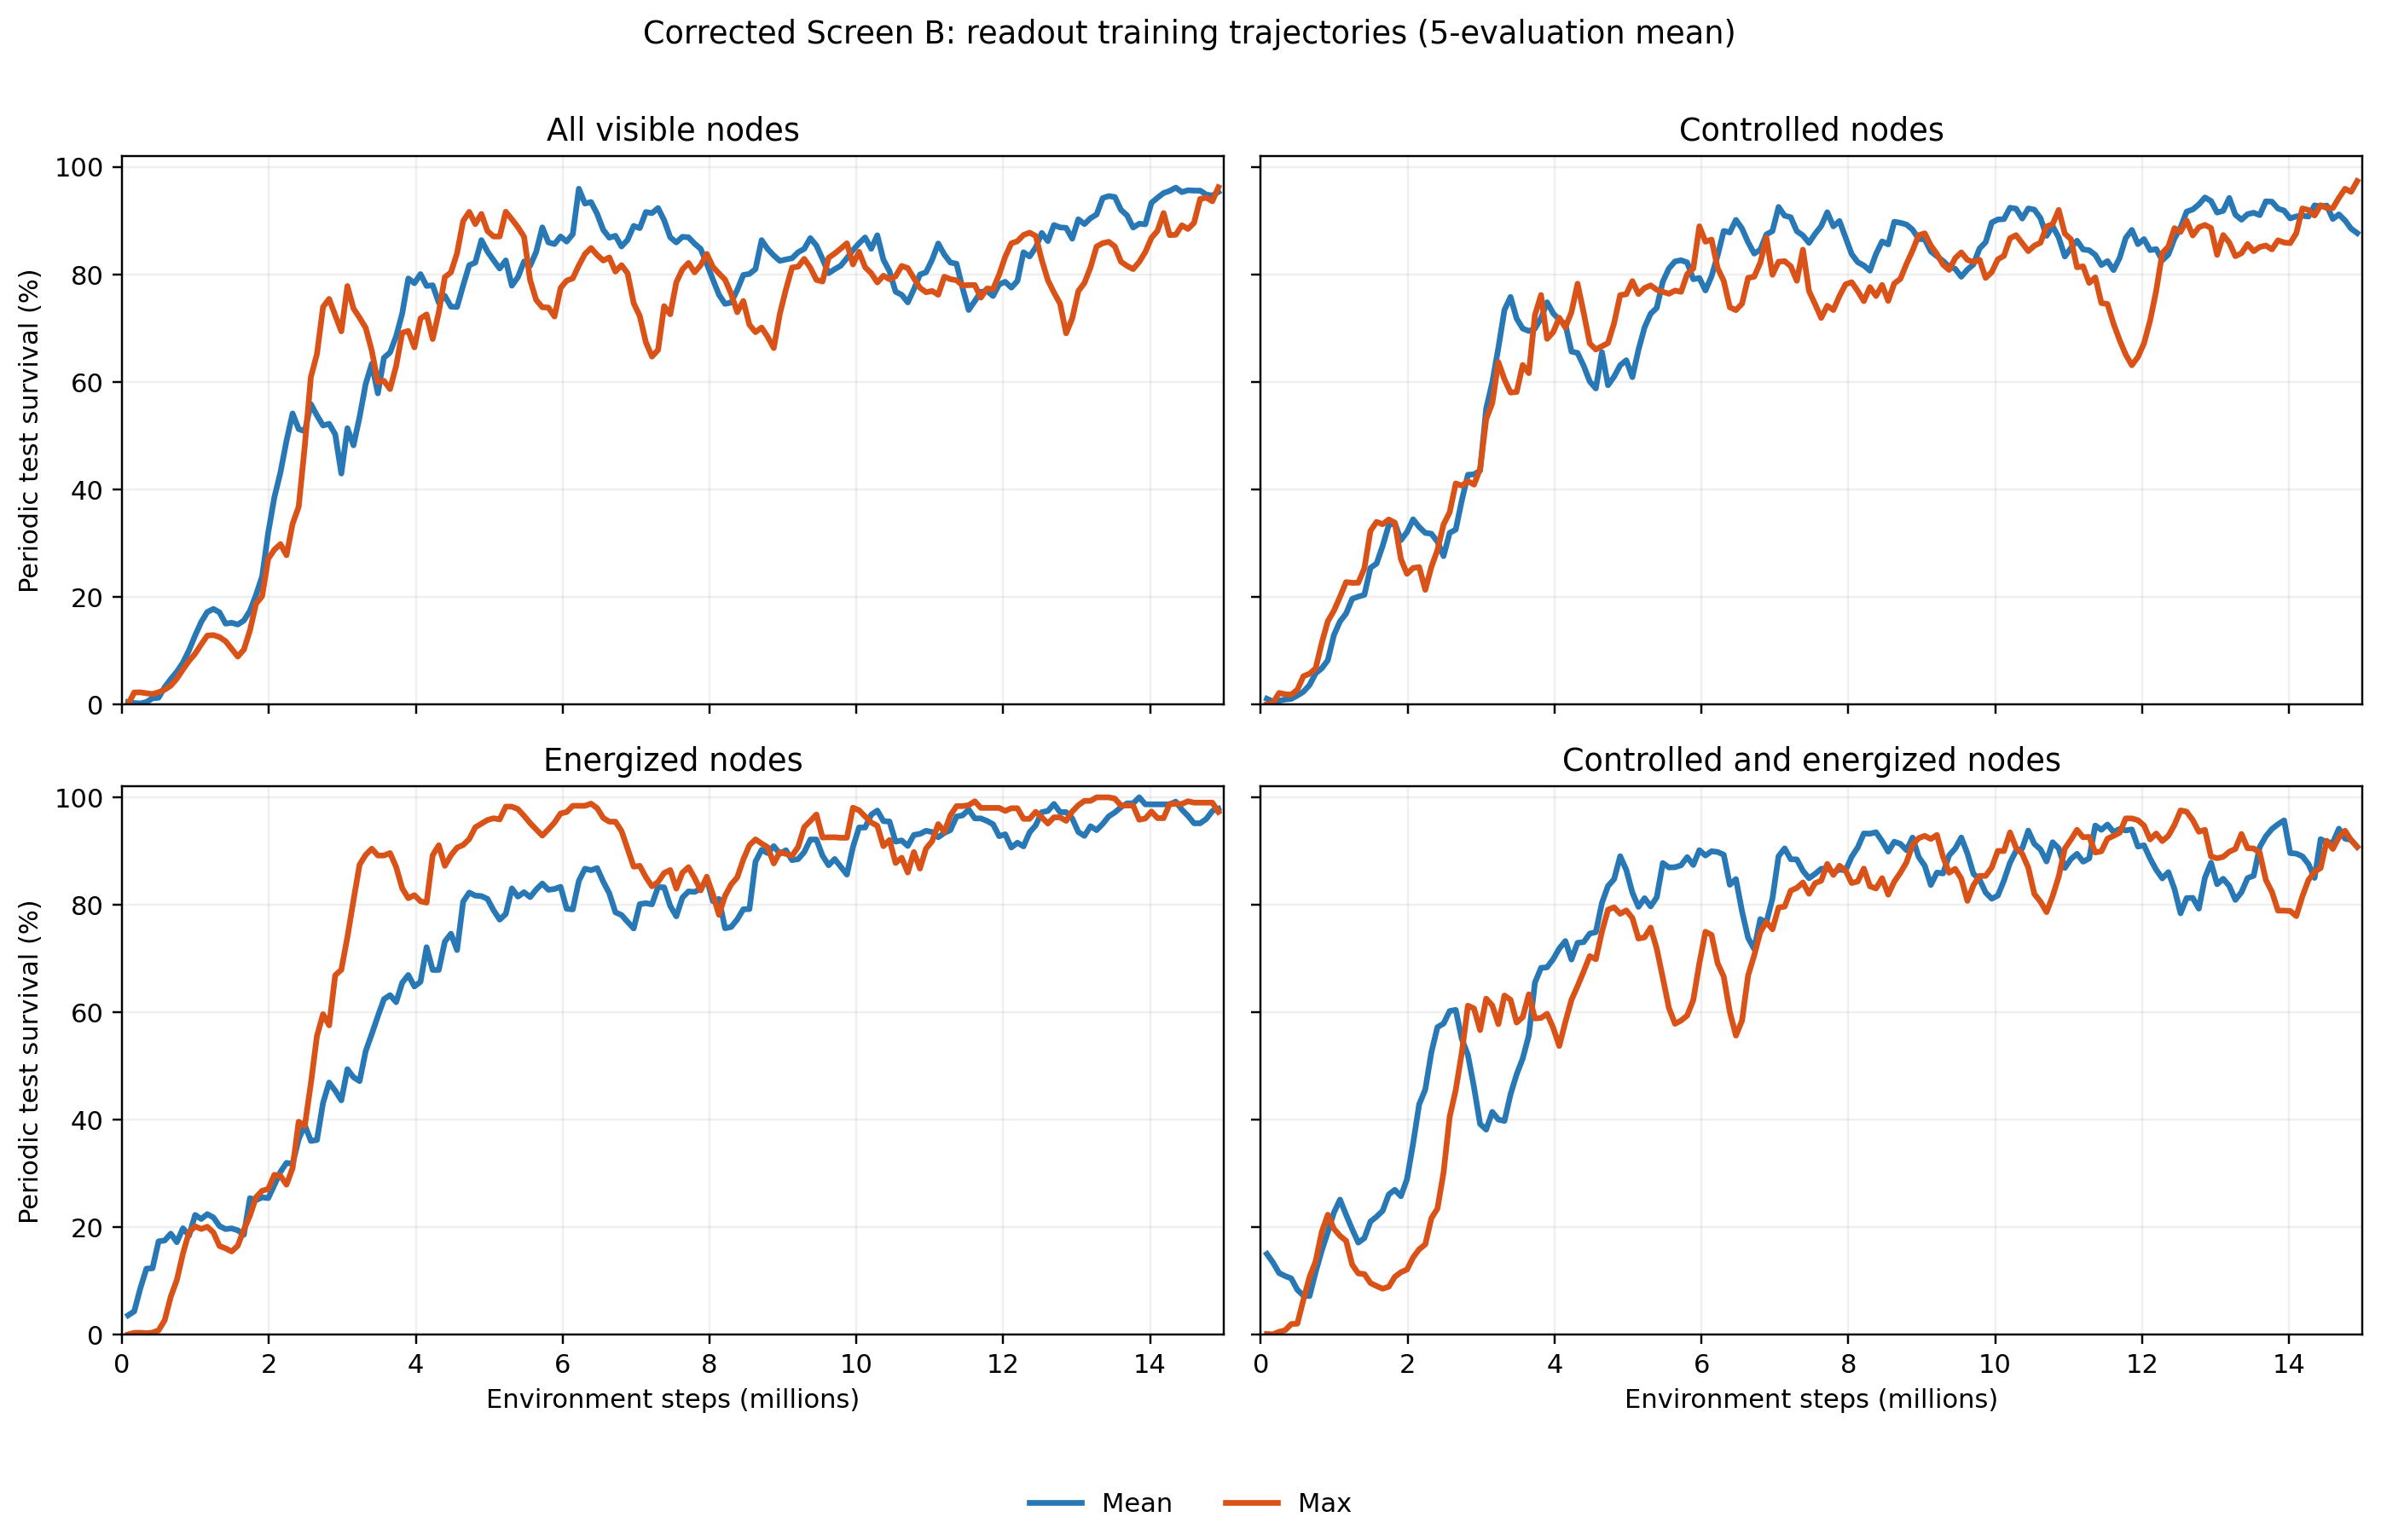 Corrected Screen B: readout training trajectories (5-evaluation mean)
All visible nodes
Controlled nodes
Periodic test survival (%)
100
80
60
40
20
0
Energized nodes
Controlled and energized nodes
Periodic test survival (%)
100
80
60
40
20
0
0 2 4 6 8 10 12 14
0 2 4 6 8 10 12 14
Environment steps (millions)
Environment steps (millions)
Mean
Max